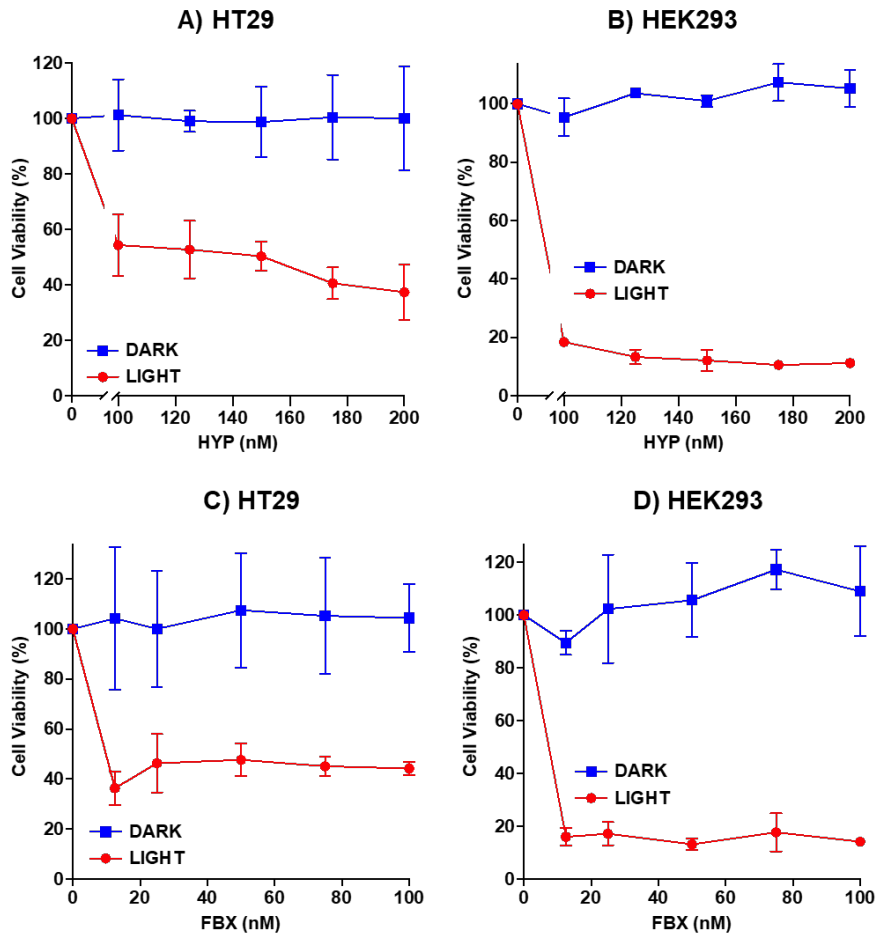 A) HT29
Cell Viability (%)
120
100
80
60
40
20
0
DARK
LIGHT
0 100 120 140 160 180 200
HYP (nM)
B) HEK293
Cell Viability (%)
100
80
60
40
20
0
DARK
LIGHT
0 100 120 140 160 180 200
HYP (nM)
C) HT29
Cell Viability (%)
120
100
80
60
40
20
0
DARK
LIGHT
0 20 40 60 80 100
FBX (nM)
D) HEK293
Cell Viability (%)
120
100
80
60
40
20
0
DARK
LIGHT
0 20 40 60 80 100
FBX (nM)